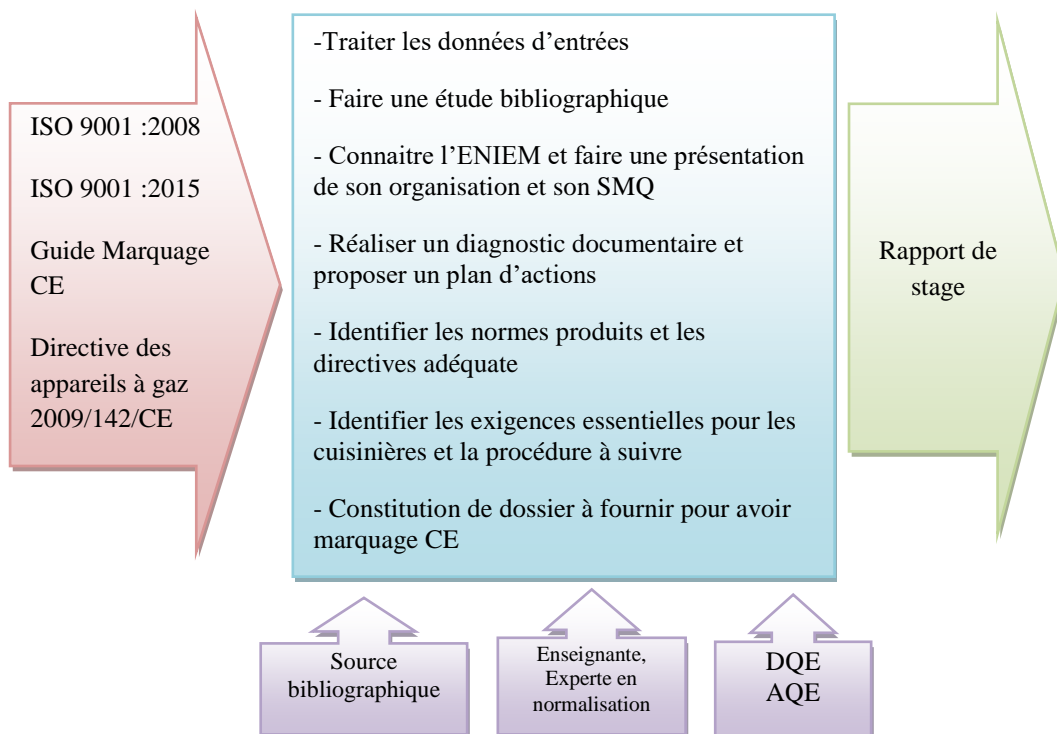 ISO 9001 :2008
ISO 9001 :2015
Guide Marquage
CE
Directive des
appareils à gaz
2009/142/CE
-Traiter les données d’entrées
- Faire une étude bibliographique
- Connaitre l’ENIEM et faire une présentation
de son organisation et son SMQ
- Réaliser un diagnostic documentaire et
proposer un plan d’actions
- Identifier les normes produits et les
directives adéquate
- Identifier les exigences essentielles pour les
cuisinières et la procédure à suivre
- Constitution de dossier à fournir pour avoir
marquage CE
Rapport de
stage
Source
bibliographique
Enseignante,
Experte en
normalisation
DQE
AQE